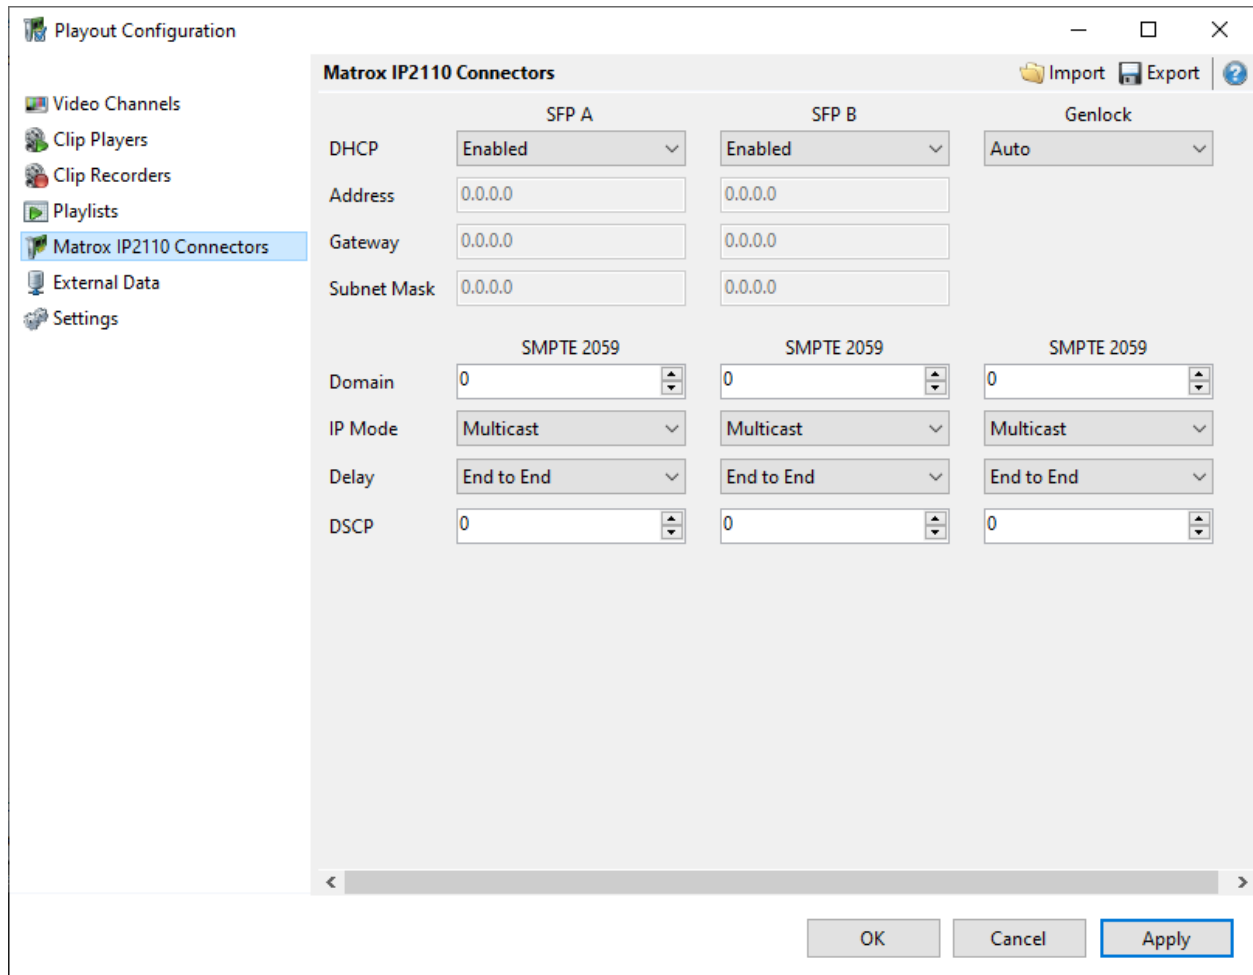 Playout Configuration
Matrox IP2110 Connectors Import Export ?
Video Channels
Clip Players
Clip Recorders
Playlists
Matrox IP2110 Connectors
External Data
Settings
SFP A SFP B Genlock
DHCP Enabled Enabled Auto
Address 0.0.0.0 0.0.0.0
Gateway 0.0.0.0 0.0.0.0
Subnet Mask 0.0.0.0 0.0.0.0
SMPTE 2059 SMPTE 2059 SMPTE 2059
Domain 0 0 0
IP Mode Multicast Multicast Multicast
Delay End to End End to End End to End
DSCP 0 0 0
OK Cancel Apply